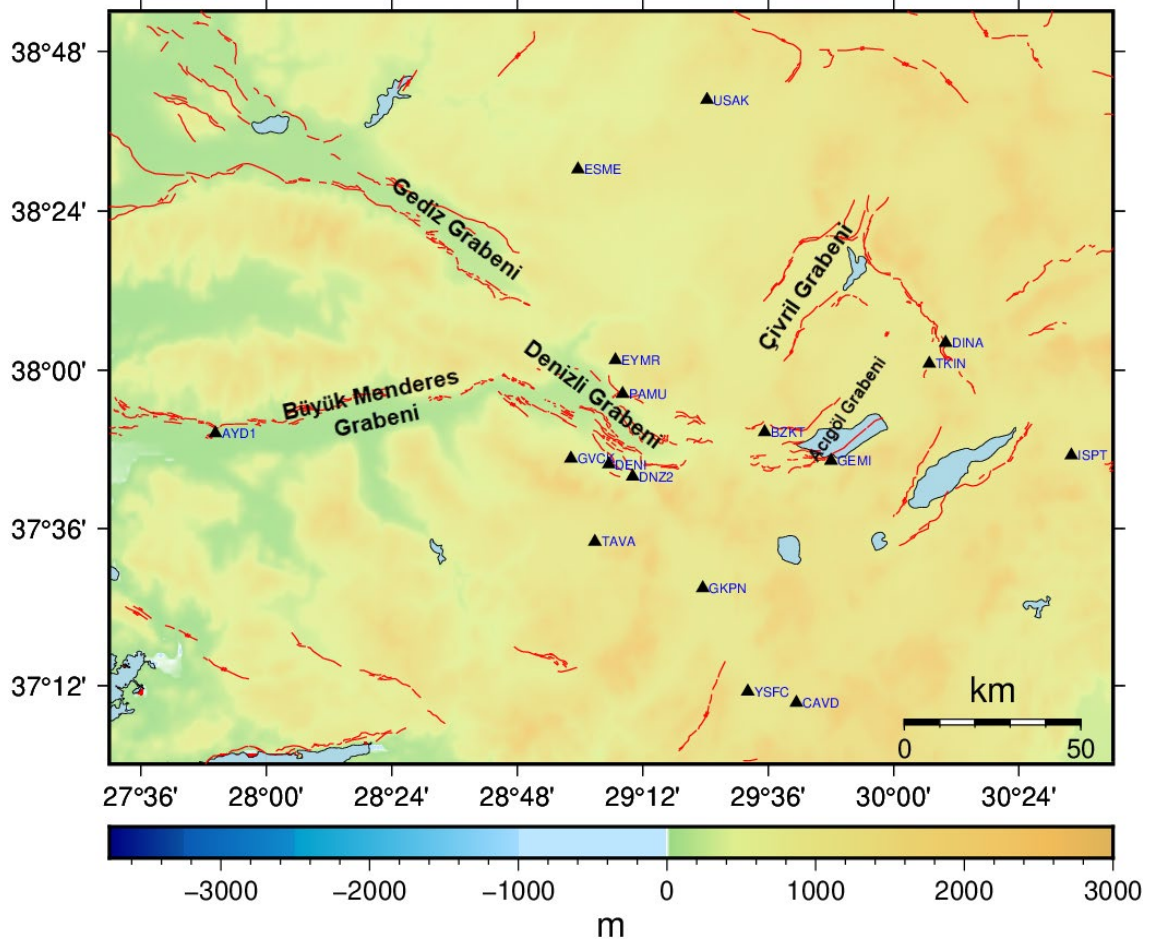 38°48'
38°24'
38°00'
37°36'
37°12'
USAK
ESME
Gediz Grabeni
Çivril Grabeni
DINA
TKIN
EYMR
Denizli Grabeni
PAMU
Büyük Menderes
Grabeni
AYD1
Acıgöl Grabeni
BZKT
GEMI
GVCK
DENI
DNZ2
ISPT
TAVA
GKPN
YSFC
CAVD
km
0 50
27°36' 28°00' 28°24' 28°48' 29°12' 29°36' 30°00' 30°24'
−3000 −2000 −1000 0 1000 2000 3000
m